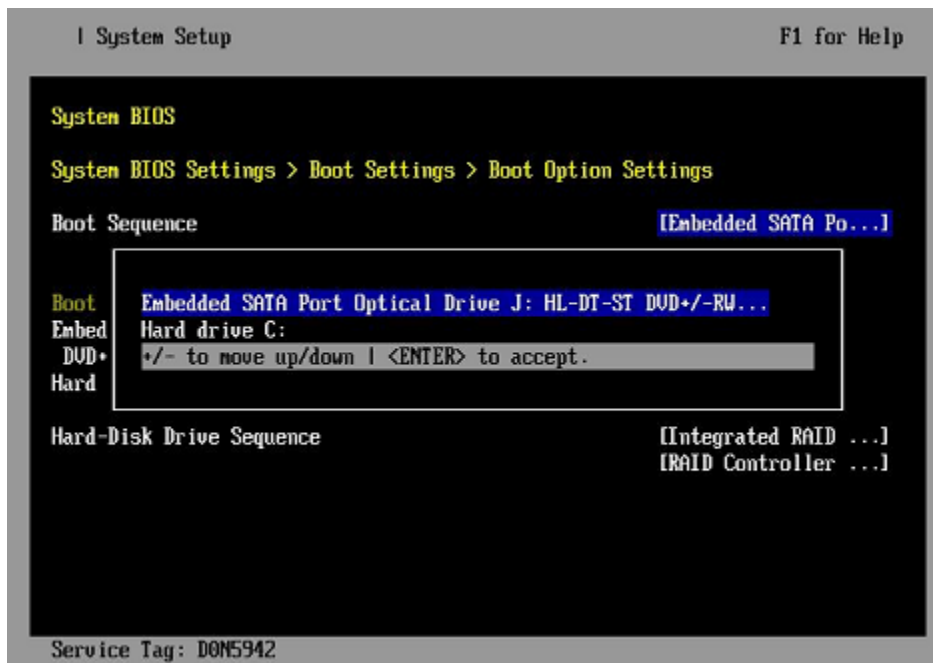 | System Setup F1 for Help
System BIOS
System BIOS Settings > Boot Settings > Boot Option Settings
Boot Sequence [Embedded SATA Po...]
Boot
Embed
DVD+
Hard
Embedded SATA Port Optical Drive J: HL-DT-ST DVD+/-RW...
Hard drive C:
+/- to move up/down | <ENTER> to accept.
Hard-Disk Drive Sequence [Integrated RAID ...]
[RAID Controller ...]
Service Tag: D0N5942